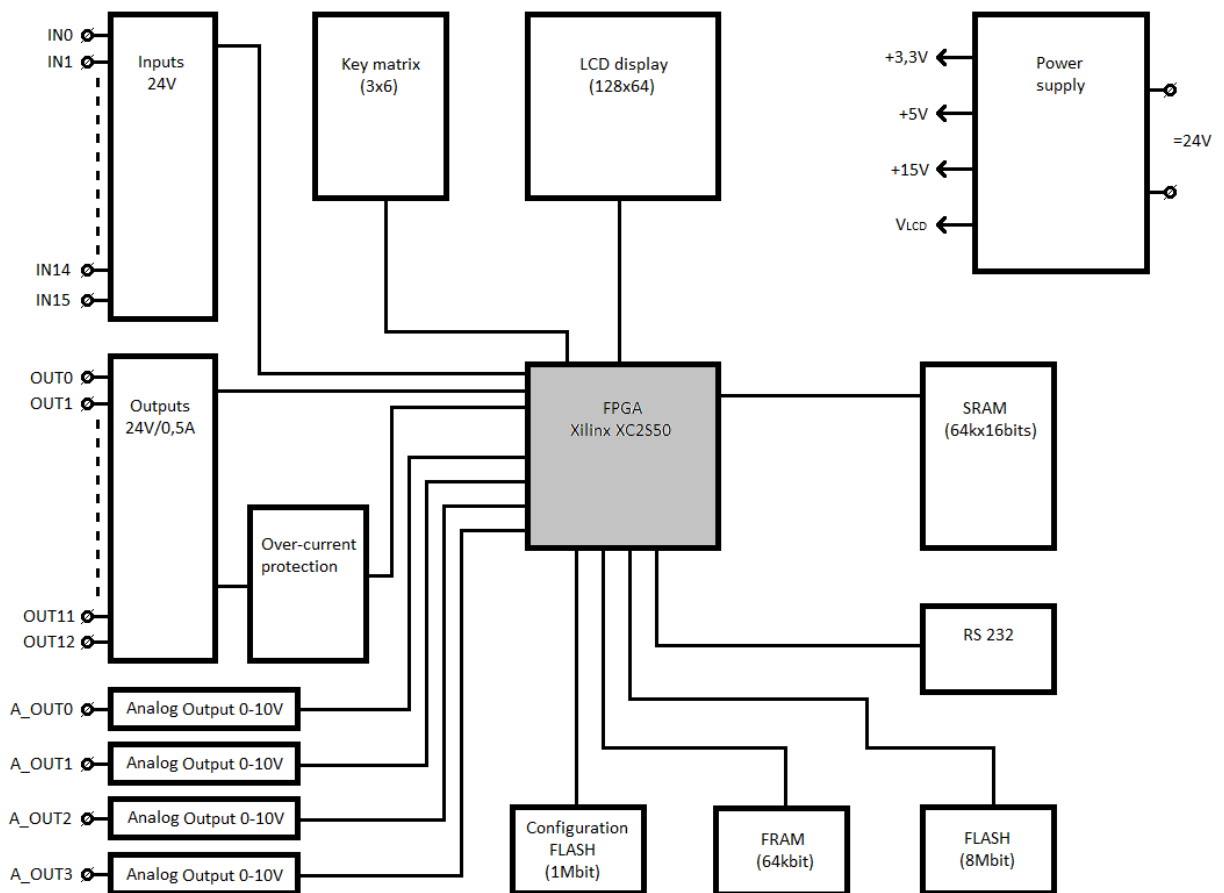 IN0
IN1
IN14
IN15
Inputs
24V
Key matrix
(3x6)
LCD display
(128x64)
+3,3V
+5V
+15V
VLCD
Power
supply
=24V
OUT0
OUT1
OUT11
OUT12
Outputs
24V/0,5A
Over-current
protection
FPGA
Xilinx XC2S50
SRAM
(64kx16bits)
RS 232
A_OUT0
Analog Output 0-10V
A_OUT1
Analog Output 0-10V
A_OUT2
Analog Output 0-10V
A_OUT3
Analog Output 0-10V
Configuration
FLASH
(1Mbit)
FRAM
(64kbit)
FLASH
(8Mbit)